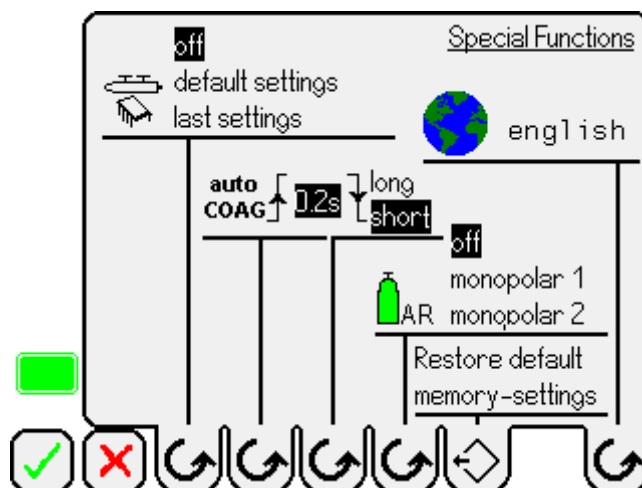 Special Functions
off
default settings
last settings
english
auto
COAG
0.2s
long
short
off
monopolar 1
AR monopolar 2
Restore default
memory-settings